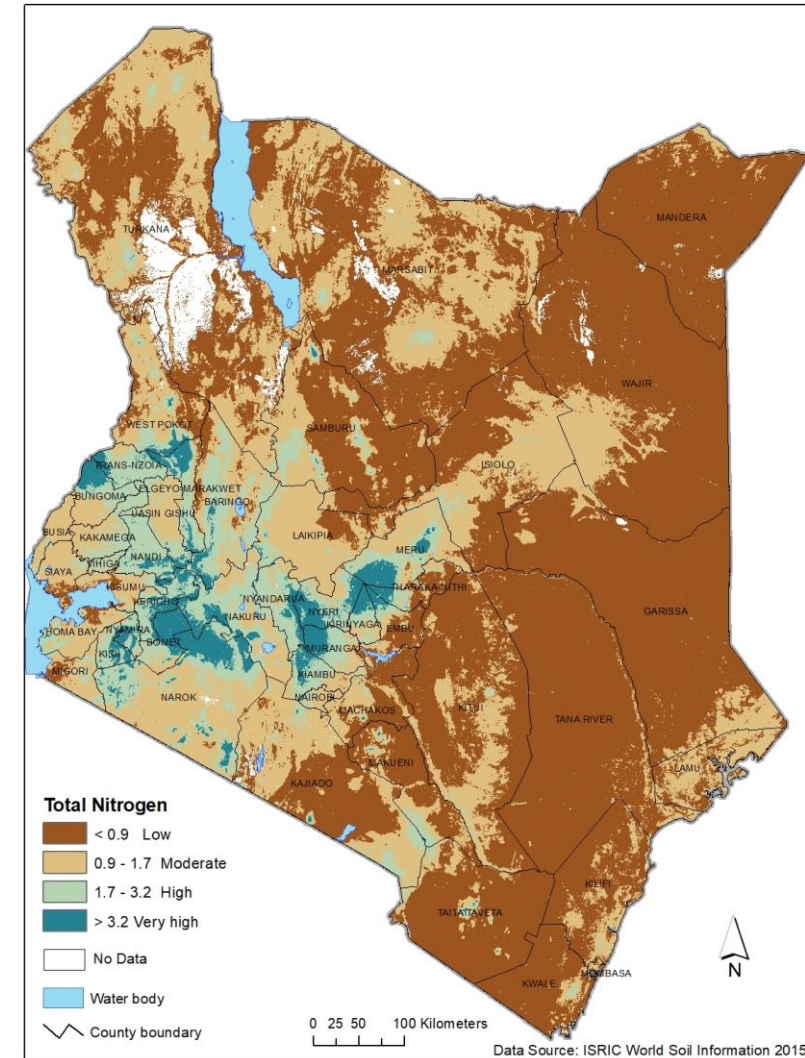 TURKANA
MANDERA
MARSABIT
WAJIR
WEST POKOT
SAMBURU
TRANS-NZOIA
ISIOLO
ELGEYO-MARAKWET
BUNGOMA
BARINGO
UASIN GISHU
BUSIA
KAKAMEGA
LAIKIPIA
MERU
NANDI
VIHIGA
SIAYA
THARAKA-NITHI
KISUMU
NYANDARUA
NYERI
GARISSA
KERICHO
NAKURU
KIRINYAGA
EMBU
HOMA BAY
NYAMIRA
BOMET
MURANGA
KISII
MIGORI
KIAMBU
NAROK
NAIROBI
MACHAKOS
KITUI
TANA RIVER
MAKUENI
LAMU
KAJIADO
KILIFI
TAITA TAVETA
MOMBASA
KWALE
Total Nitrogen
< 0.9 Low
0.9 - 1.7 Moderate
1.7 - 3.2 High
> 3.2 Very high
No Data
Water body
County boundary
0 25 50 100 Kilometers
N
Data Source: ISRIC World Soil Information 2015